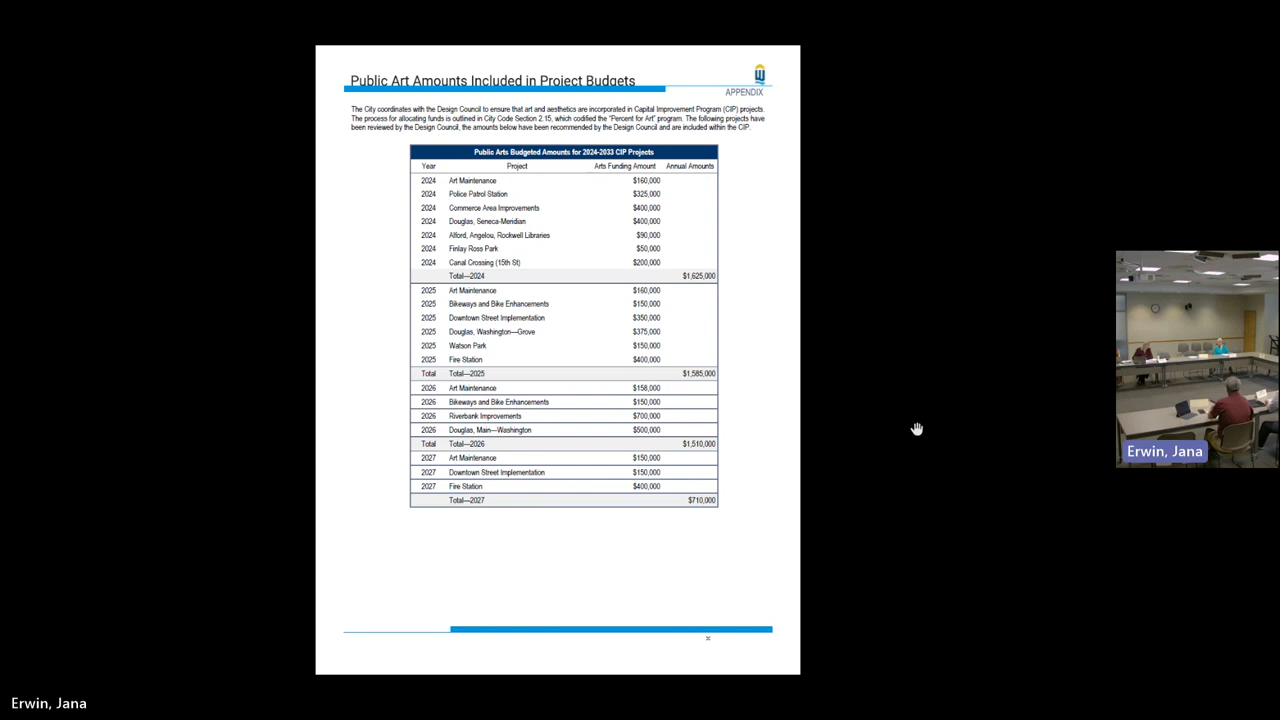 Public Art Amounts Included in Project Budgets
APPENDIX
The City coordinates with the Design Council to ensure that art and aesthetics are incorporated in Capital Improvement Program (CIP) projects.
The process for allocating funds is outlined in City Code Section 2.15, which codified the "Percent for Art" program. The following projects have
been reviewed by the Design Council, the amounts below have been recommended by the Design Council and are included within the CIP.
Public Arts Budgeted Amounts for 2024-2033 CIP Projects
Year Project Arts Funding Amount Annual Amounts
2024 Art Maintenance $160,000
2024 Police Patrol Station $325,000
2024 Commerce Area Improvements $400,000
2024 Douglas, Seneca-Meridian $400,000
2024 Alford, Angelou, Rockwell Libraries $90,000
2024 Finlay Ross Park $50,000
2024 Canal Crossing (15th St) $200,000
Total—2024 $1,625,000
2025 Art Maintenance $160,000
2025 Bikeways and Bike Enhancements $150,000
2025 Downtown Street Implementation $350,000
2025 Douglas, Washington—Grove $375,000
2025 Watson Park $150,000
2025 Fire Station $400,000
Total Total—2025 $1,585,000
2026 Art Maintenance $158,000
2026 Bikeways and Bike Enhancements $150,000
2026 Riverbank Improvements $700,000
2026 Douglas, Main—Washington $500,000
Total Total—2026 $1,510,000
2027 Art Maintenance $150,000
2027 Downtown Street Implementation $150,000
2027 Fire Station $400,000
Total—2027 $710,000
Erwin, Jana
Erwin, Jana